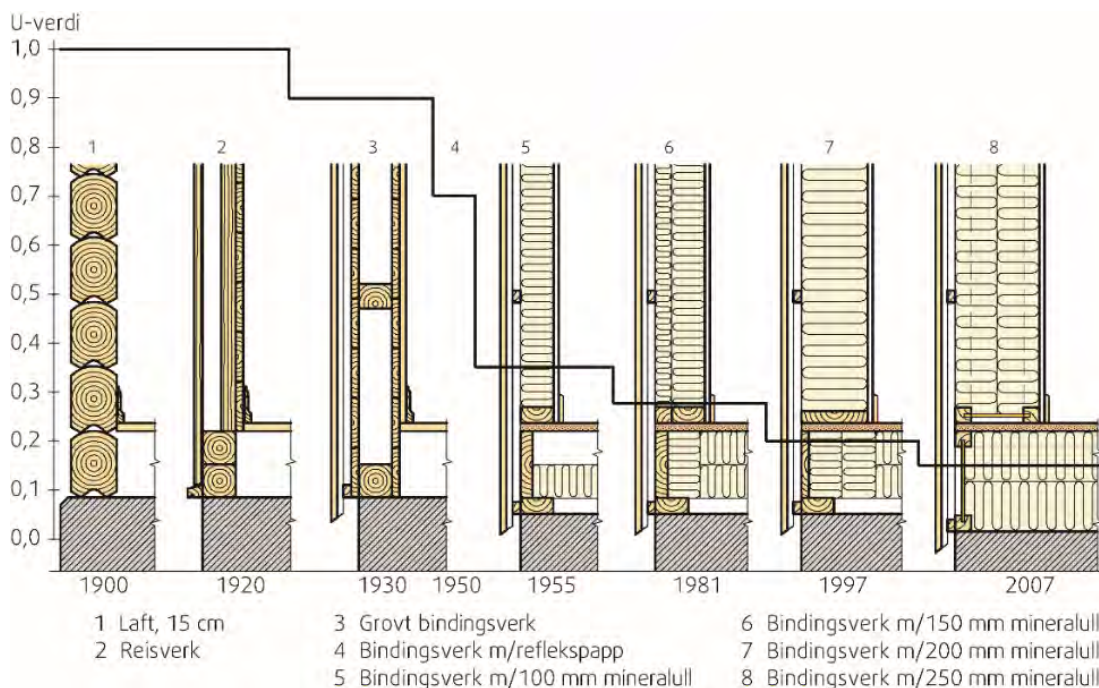 U-verdi
1,0
0,9
0,8
0,7
0,6
0,5
0,4
0,3
0,2
0,1
0,0
1 2 3 4 5 6 7 8
1900 1920 1930 1950 1955 1981 1997 2007
1 Laft, 15 cm
2 Reisverk
3 Grovt bindingsverk
4 Bindingsverk m/reflekspapp
5 Bindingsverk m/100 mm mineralull
6 Bindingsverk m/150 mm mineralull
7 Bindingsverk m/200 mm mineralull
8 Bindingsverk m/250 mm mineralull